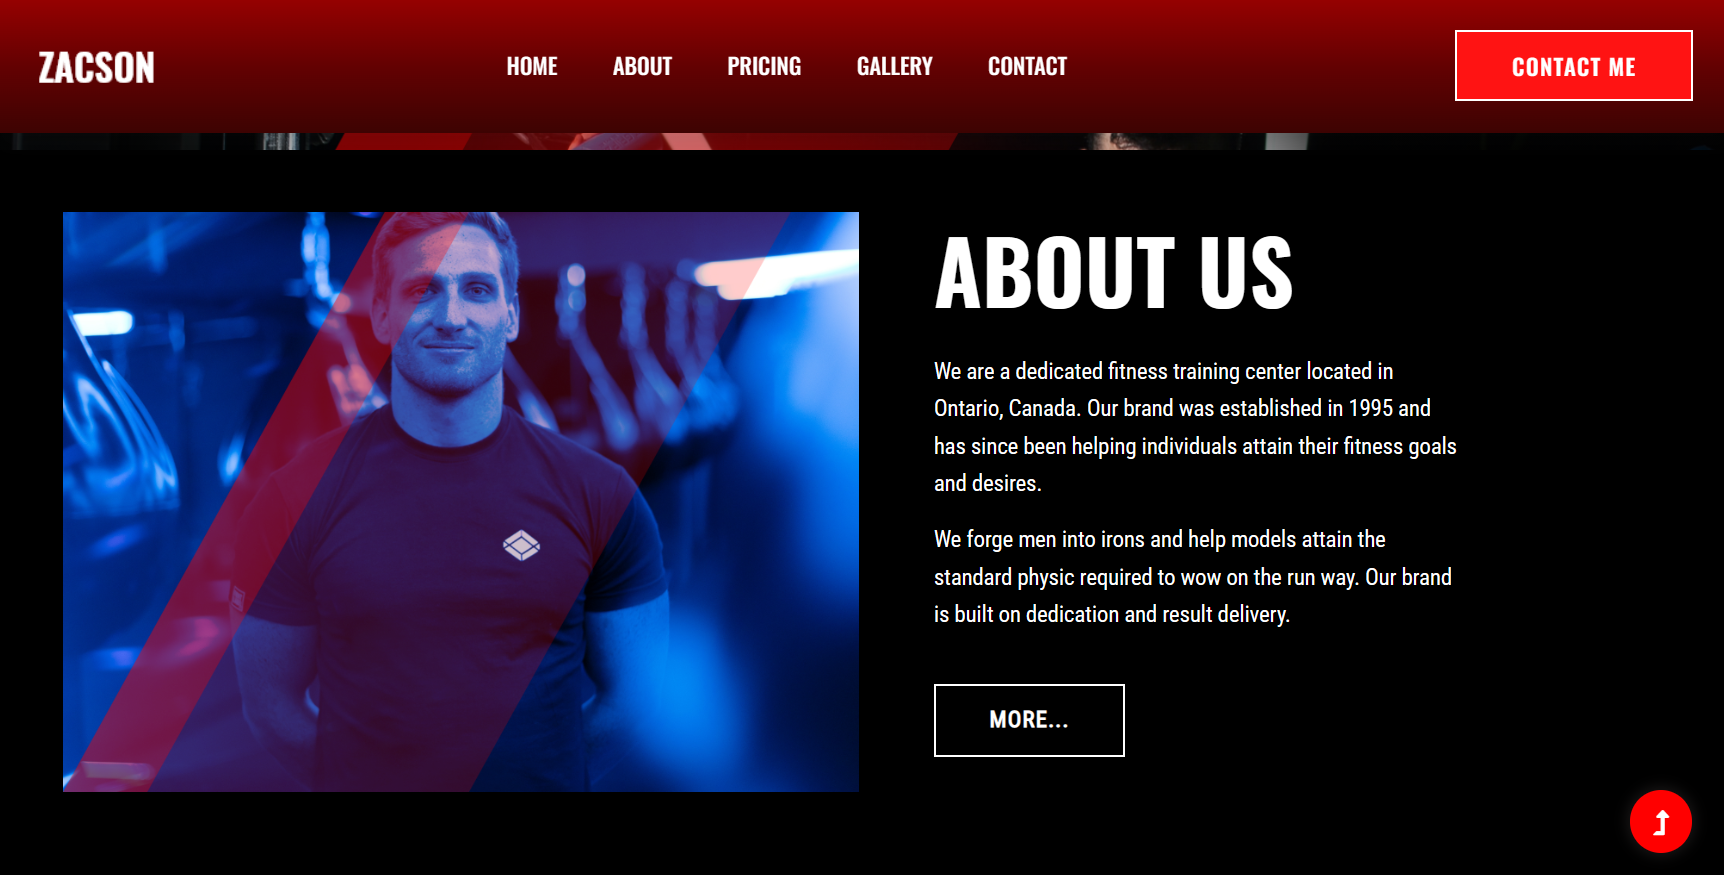 ZACSON
HOME ABOUT PRICING GALLERY CONTACT
CONTACT ME
ABOUT US
We are a dedicated fitness training center located in
Ontario, Canada. Our brand was established in 1995 and
has since been helping individuals attain their fitness goals
and desires.
We forge men into irons and help models attain the
standard physic required to wow on the run way. Our brand
is built on dedication and result delivery.
MORE...